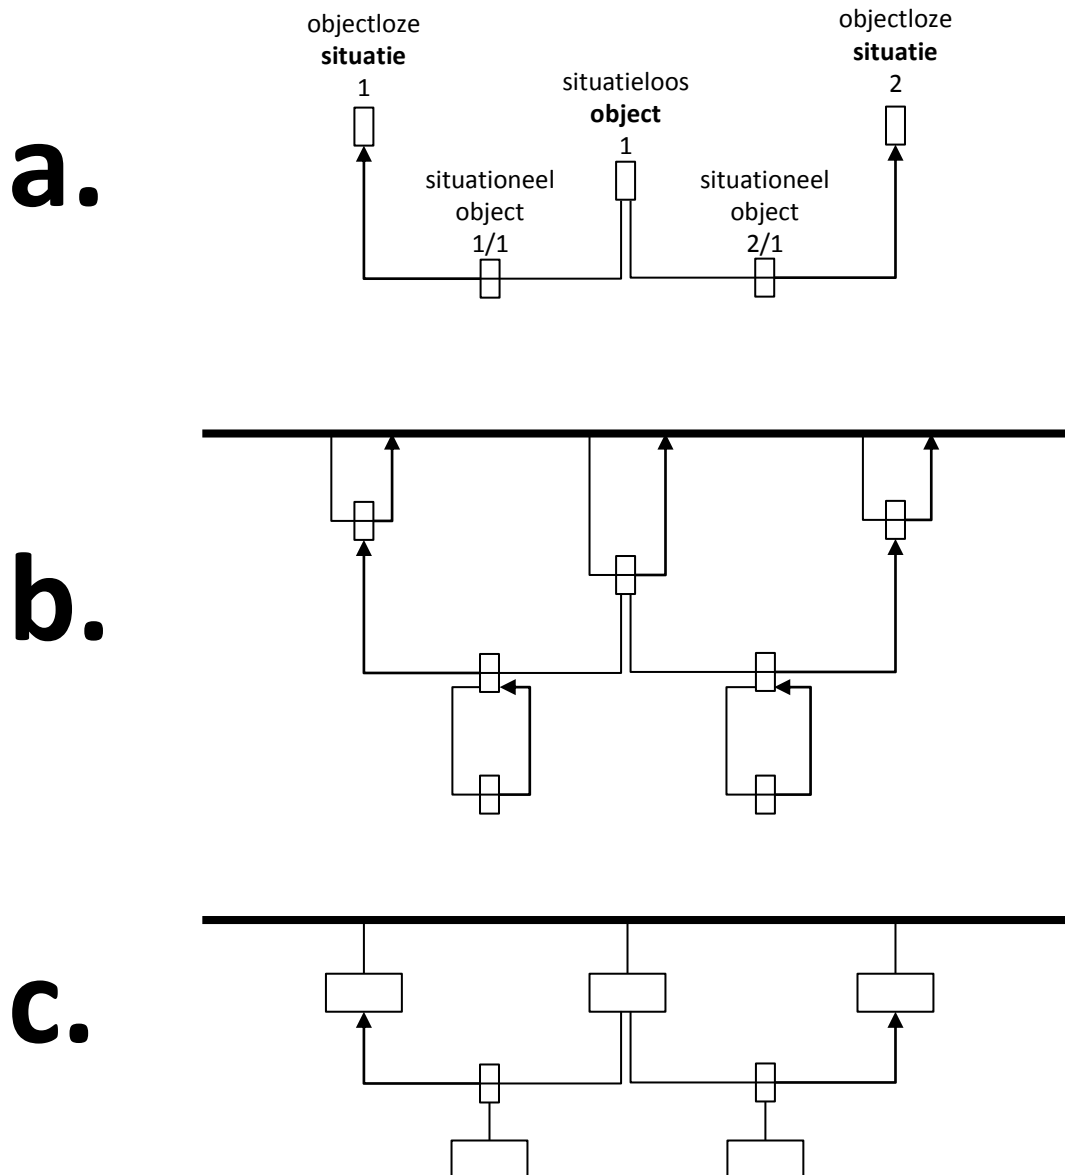 a.
objectloze
situatie
1
situatieloos
object
1
objectloze
situatie
2
situationeel
object
1/1
situationeel
object
2/1
b.
c.